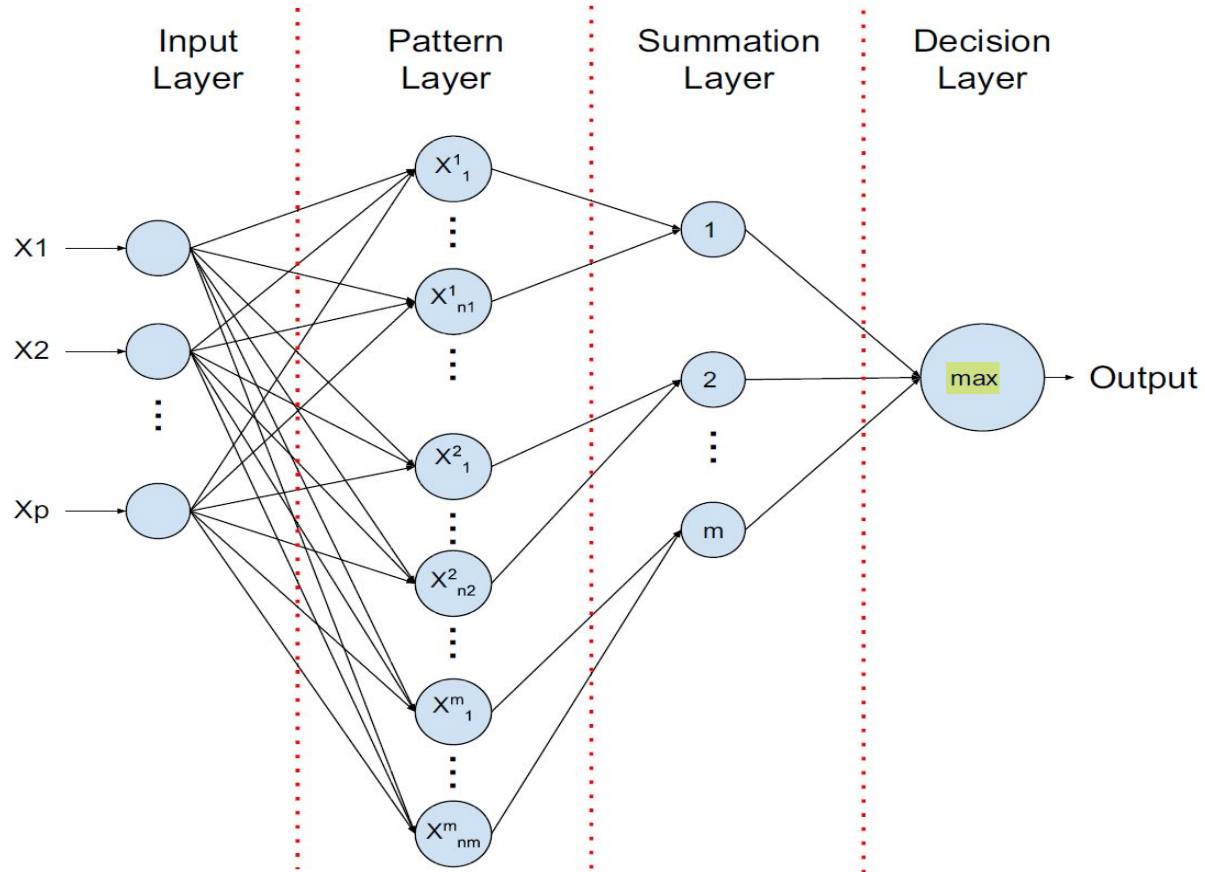 Input
Layer
Pattern
Layer
Summation
Layer
Decision
Layer
X1
X2
Xp
X¹₁
X¹ₙ₁
X²₁
X²ₙ₂
Xᵐ₁
Xᵐₙₘ
1
2
m
max
Output